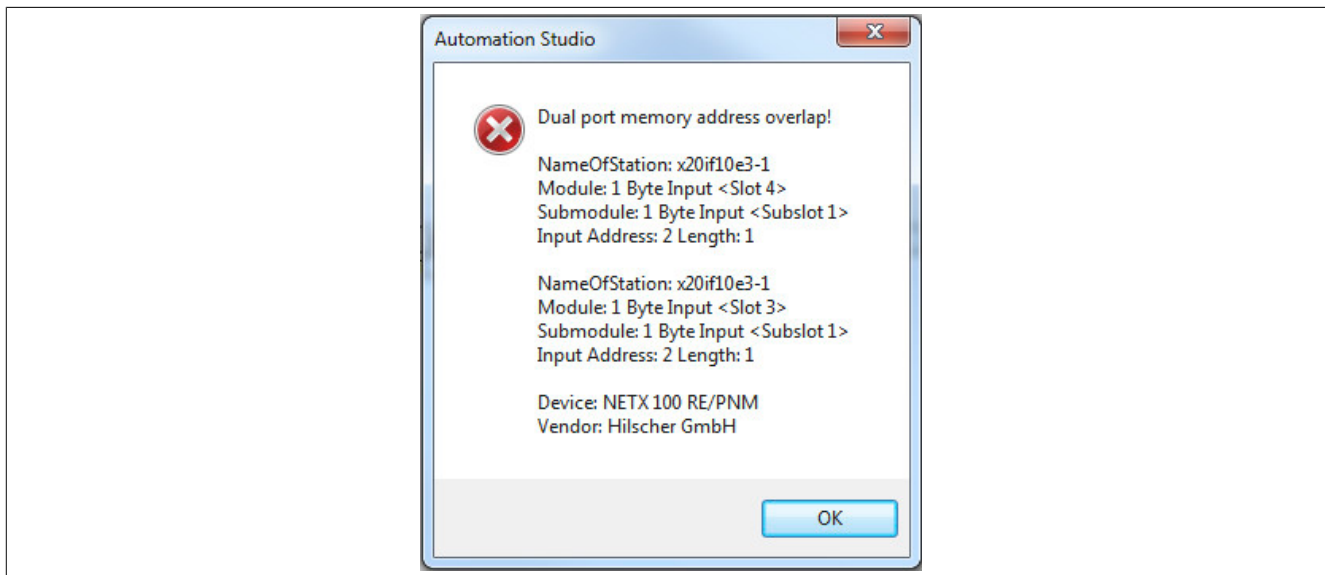 Automation Studio
Dual port memory address overlap!
NameOfStation: x20if10e3-1
Module: 1 Byte Input <Slot 4>
Submodule: 1 Byte Input <Subslot 1>
Input Address: 2 Length: 1
NameOfStation: x20if10e3-1
Module: 1 Byte Input <Slot 3>
Submodule: 1 Byte Input <Subslot 1>
Input Address: 2 Length: 1
Device: NETX 100 RE/PNM
Vendor: Hilscher GmbH
OK